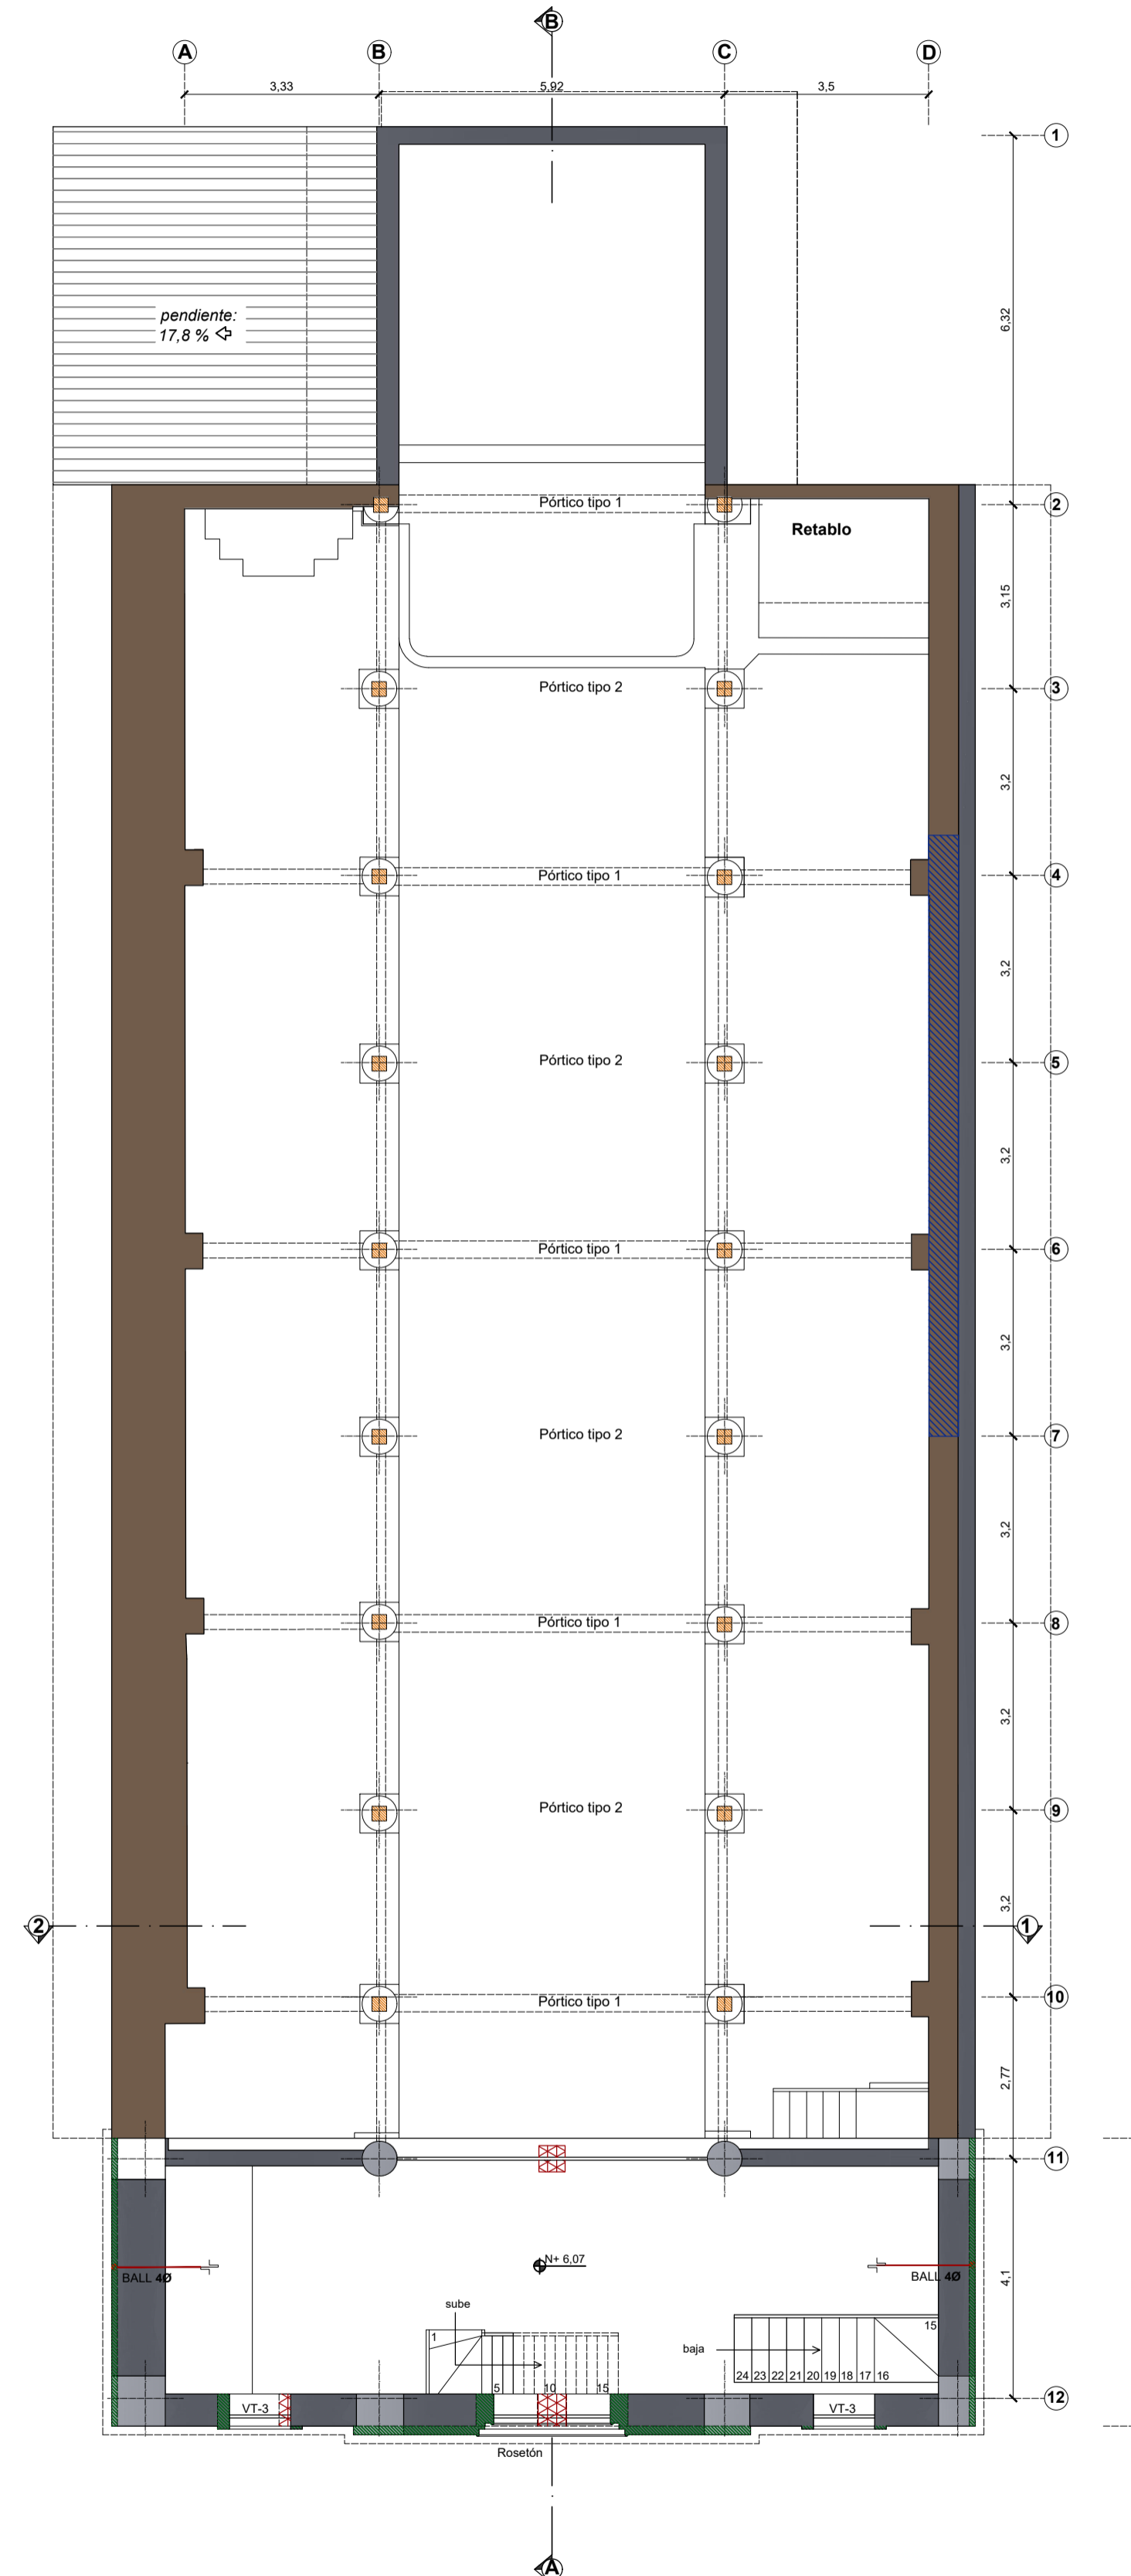 B
A B C D
3,33 5,92 3,5
1
6,32
pendiente:
17,8 %
Pórtico tipo 1
2
Retablo
3,15
Pórtico tipo 2
3
3,2
Pórtico tipo 1
4
3,2
Pórtico tipo 2
5
3,2
Pórtico tipo 1
6
3,2
Pórtico tipo 2
7
3,2
Pórtico tipo 1
8
3,2
Pórtico tipo 2
9
3,2
2 1
Pórtico tipo 1
10
2,77
11
N+ 6,07
BALL 4Ø BALL 4Ø
4,1
sube
1 15
baja
24 23 22 21 20 19 18 17 16
5 10 15
12
VT-3 VT-3
Rosetón
A